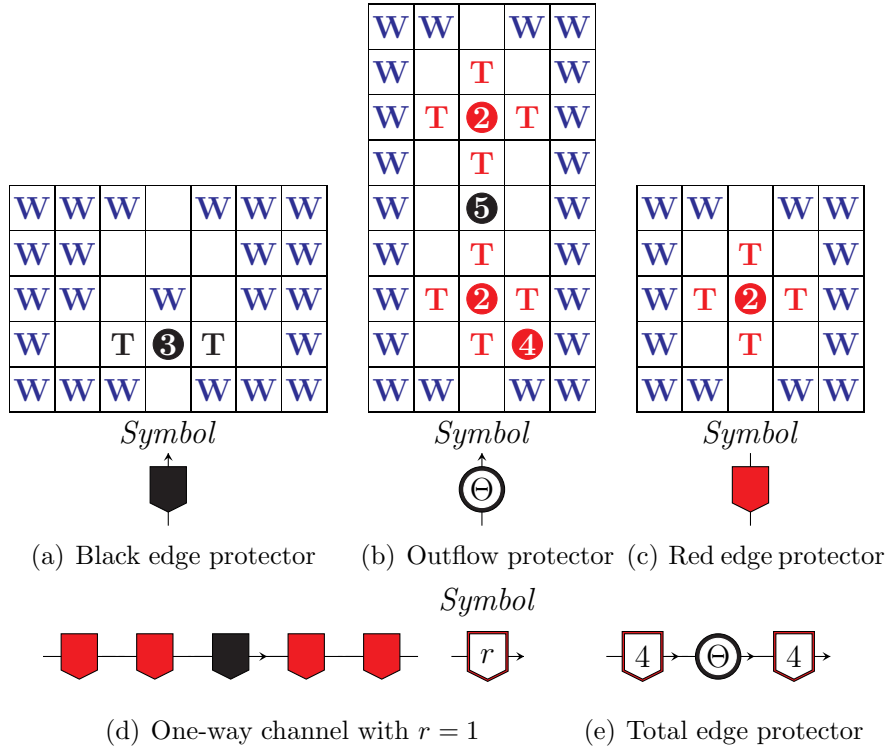 W W W W W W
W W W W
W W W W W
W T 3 T W
W W W W W W
Symbol
(a) Black edge protector
W W W W
W T W
W T 2 T W
W T W
W 5 W
W T W
W T 2 T W
W T 4 W
W W W W
Symbol
Θ
(b) Outflow protector
W W W W
W T W
W T 2 T W
W T W
W W W W
Symbol
(c) Red edge protector
Symbol
r
(d) One-way channel with r = 1
4 Θ 4
(e) Total edge protector